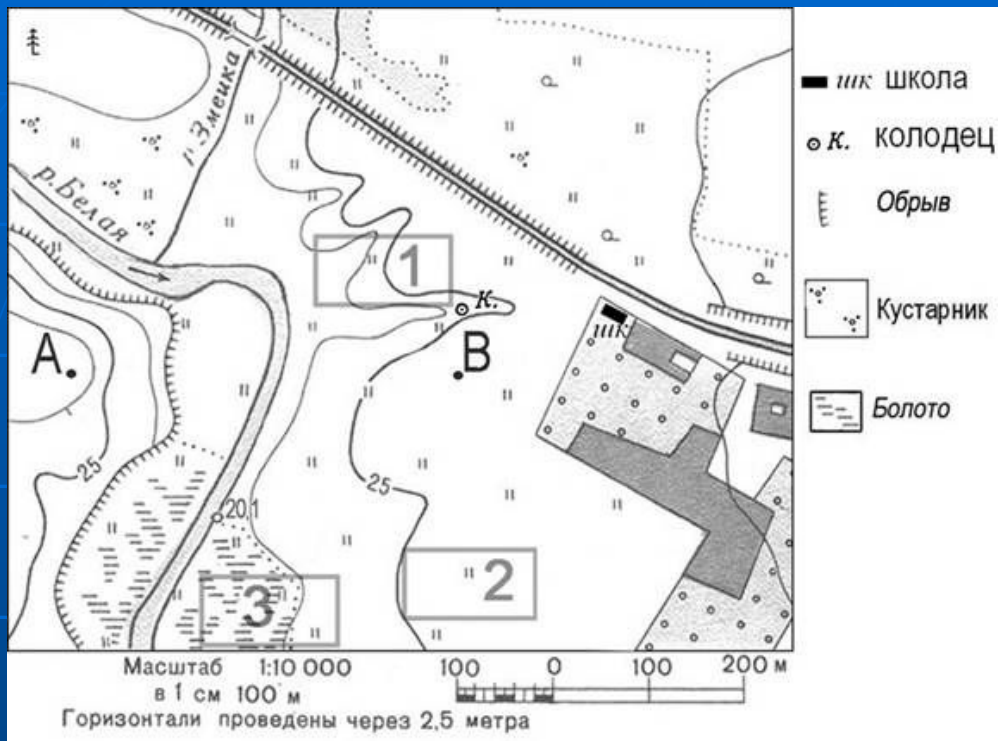 р. Змейка
р. Белая
1
К.
А
В
шк
25
25
20,1
2
3
шк школа
К. колодец
Обрыв
Кустарник
Болото
Масштаб 1:10 000
в 1 см 100 м
100 0 100 200 м
Горизонтали проведены через 2,5 метра